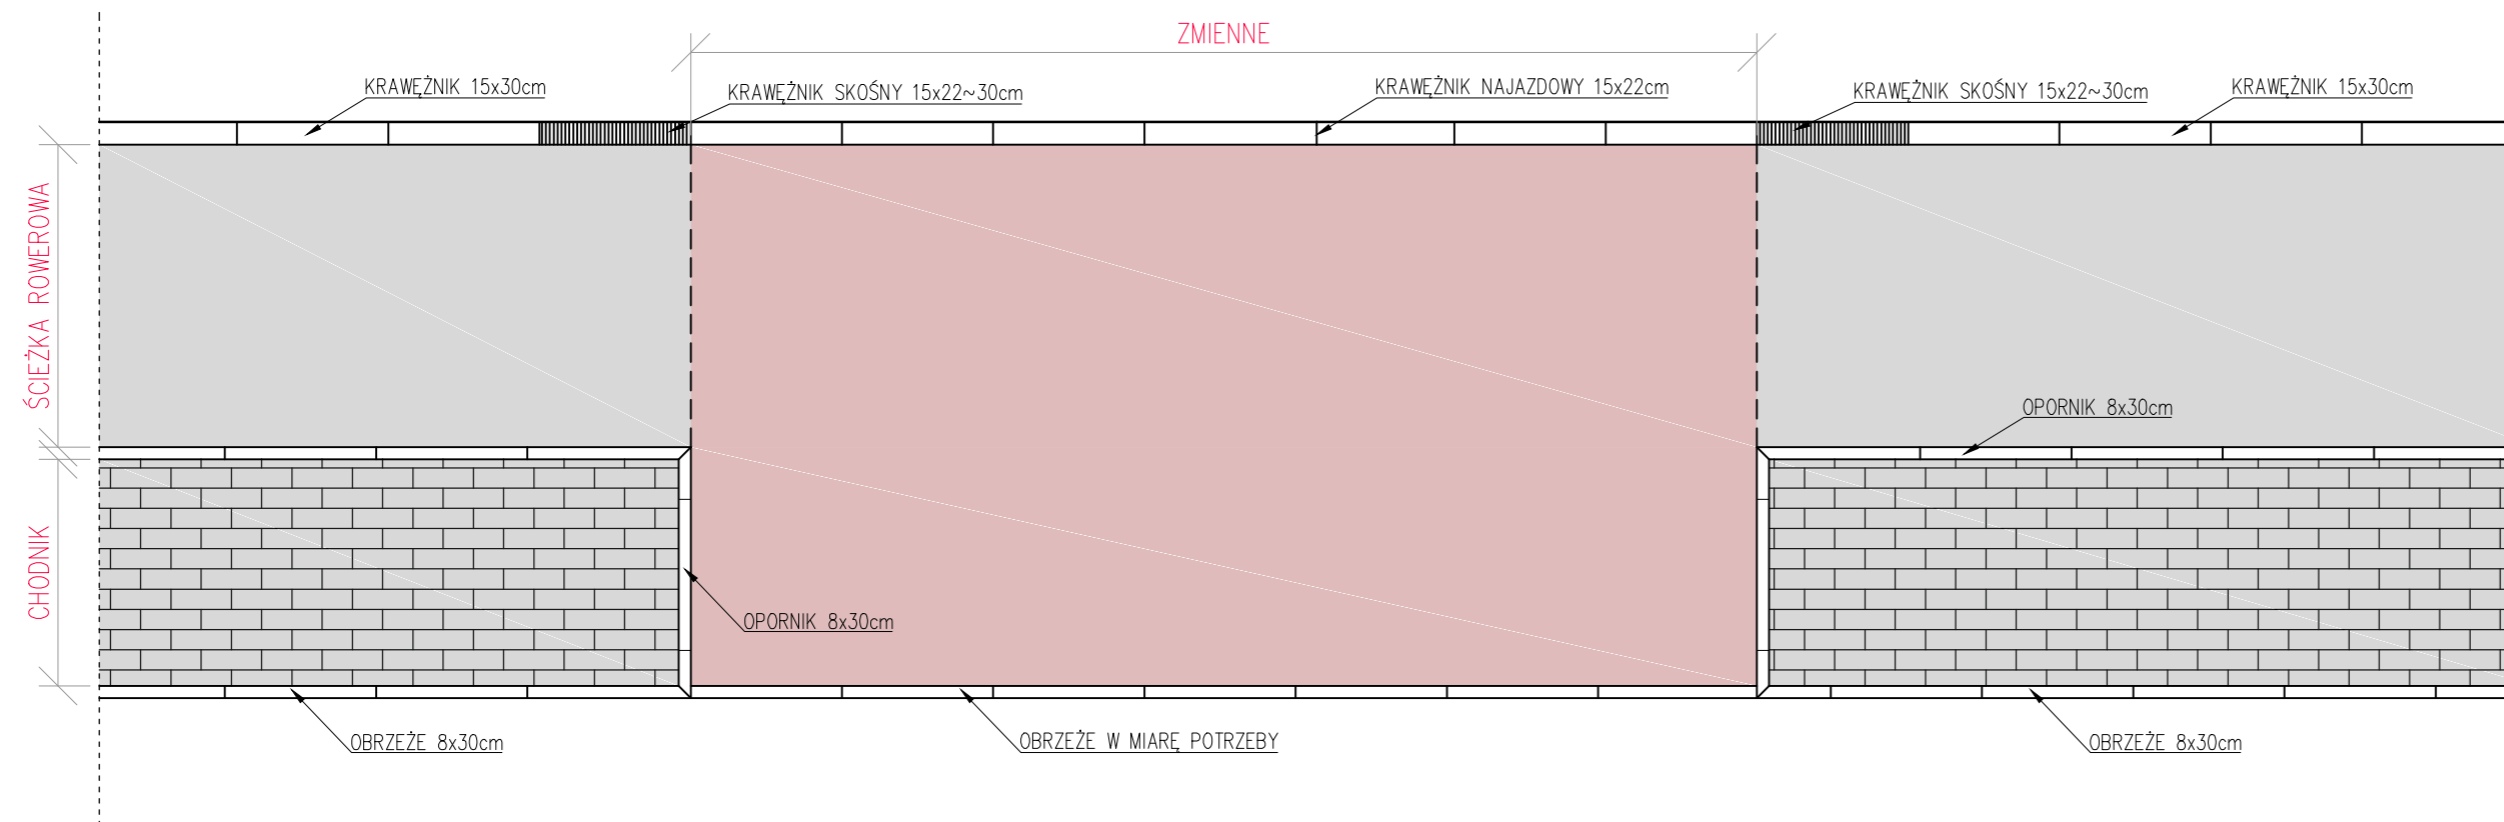 ZMIENNE
KRAWĘŻNIK 15x30cm
KRAWĘŻNIK SKOŚNY 15x22~30cm
KRAWĘŻNIK NAJAZDOWY 15x22cm
KRAWĘŻNIK SKOŚNY 15x22~30cm
KRAWĘŻNIK 15x30cm
ŚCIEŻKA ROWEROWA
OPORNIK 8x30cm
CHODNIK
OPORNIK 8x30cm
OBRZEŻE 8x30cm
OBRZEŻE W MIARĘ POTRZEBY
OBRZEŻE 8x30cm